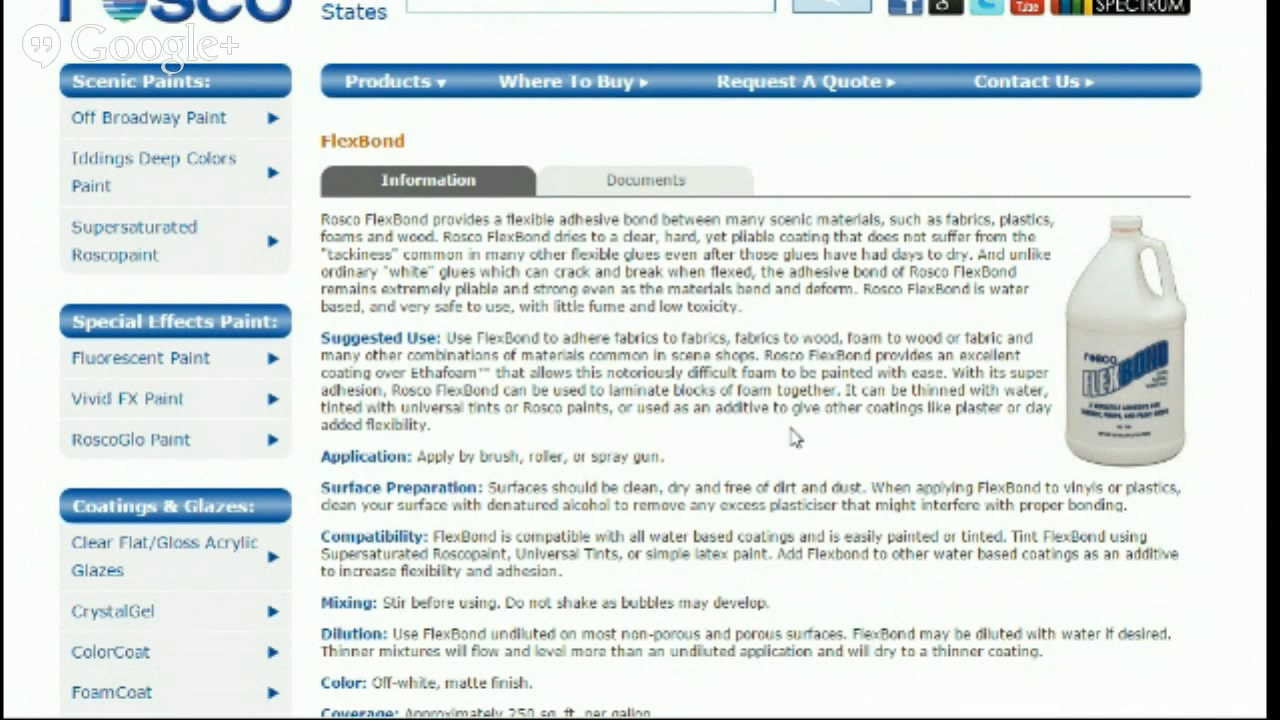 rosco
States
SPECTRUM
You
Tube
Google+
Scenic Paints:
Off Broadway Paint
Iddings Deep Colors
Paint
Supersaturated
Roscopaint
Special Effects Paint:
Fluorescent Paint
Vivid FX Paint
RoscoGlo Paint
Coatings & Glazes:
Clear Flat/Gloss Acrylic
Glazes
CrystalGel
ColorCoat
FoamCoat
Products
Where To Buy
Request A Quote
Contact Us
FlexBond
Information
Documents
Rosco FlexBond provides a flexible adhesive bond between many scenic materials, such as fabrics, plastics,
foams and wood. Rosco FlexBond dries to a clear, hard, yet pliable coating that does not suffer from the
"tackiness" common in many other flexible glues even after those glues have had days to dry. And unlike
ordinary "white" glues which can crack and break when flexed, the adhesive bond of Rosco FlexBond
remains extremely pliable and strong even as the materials bend and deform. Rosco FlexBond is water
based, and very safe to use, with little fume and low toxicity.
Suggested Use: Use FlexBond to adhere fabrics to fabrics, fabrics to wood, foam to wood or fabric and
many other combinations of materials common in scene shops. Rosco FlexBond provides an excellent
coating over Ethafoam™ that allows this notoriously difficult foam to be painted with ease. With its super
adhesion, Rosco FlexBond can be used to laminate blocks of foam together. It can be thinned with water,
tinted with universal tints or Rosco paints, or used as an additive to give other coatings like plaster or clay
added flexibility.
rosco
FLEXBOND
Application: Apply by brush, roller, or spray gun.
Surface Preparation: Surfaces should be clean, dry and free of dirt and dust. When applying FlexBond to vinyls or plastics,
clean your surface with denatured alcohol to remove any excess plasticiser that might interfere with proper bonding.
Compatibility: FlexBond is compatible with all water based coatings and is easily painted or tinted. Tint FlexBond using
Supersaturated Roscopaint, Universal Tints, or simple latex paint. Add Flexbond to other water based coatings as an additive
to increase flexibility and adhesion.
Mixing: Stir before using. Do not shake as bubbles may develop.
Dilution: Use FlexBond undiluted on most non-porous and porous surfaces. FlexBond may be diluted with water if desired.
Thinner mixtures will flow and level more than an undiluted application and will dry to a thinner coating.
Color: Off-white, matte finish.
Coverage: Approximately 250 sq. ft. per gallon.